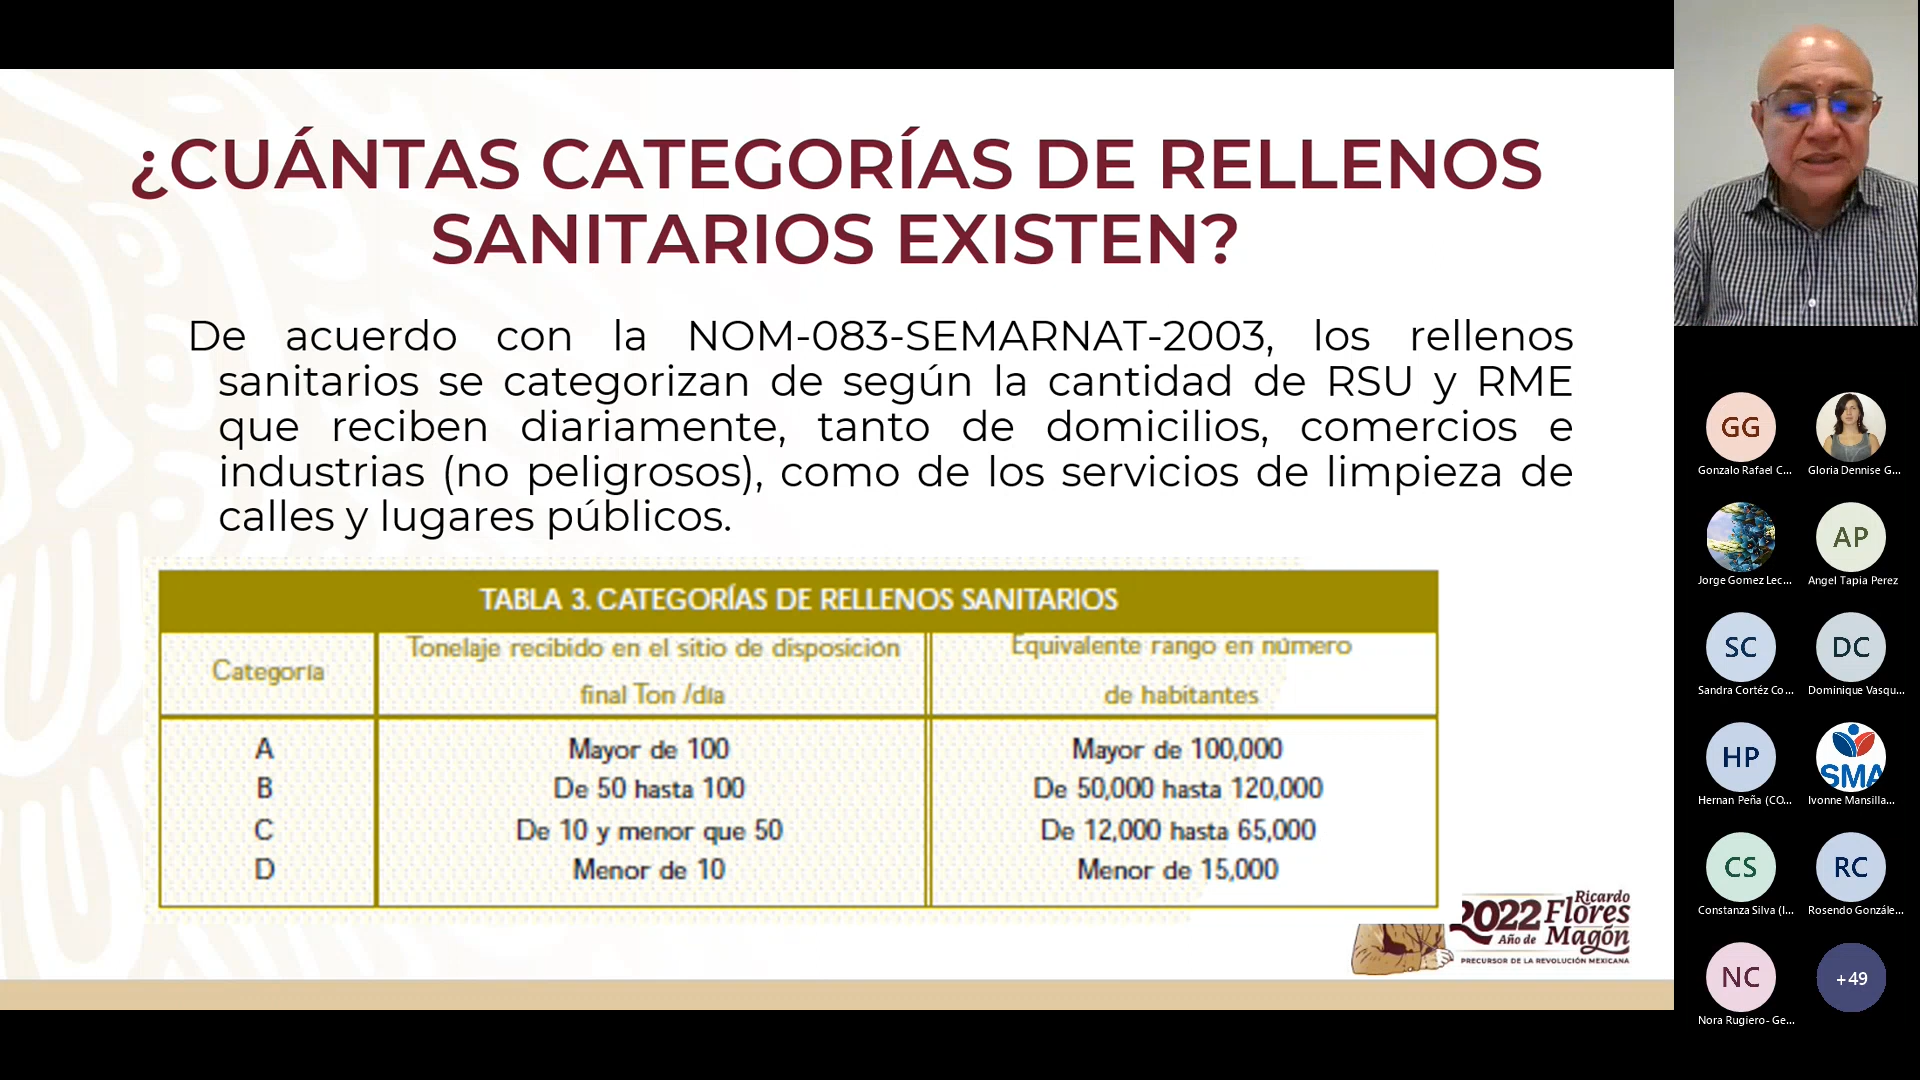 ¿CUÁNTAS CATEGORÍAS DE RELLENOS
SANITARIOS EXISTEN?
De acuerdo con la NOM-083-SEMARNAT-2003, los rellenos
sanitarios se categorizan de según la cantidad de RSU y RME
que reciben diariamente, tanto de domicilios, comercios e
industrias (no peligrosos), como de los servicios de limpieza de
calles y lugares públicos.
TABLA 3. CATEGORÍAS DE RELLENOS SANITARIOS
Categoría
Tonelaje recibido en el sitio de disposición
final Ton /día
Equivalente rango en número
de habitantes
A Mayor de 100 Mayor de 100,000
B De 50 hasta 100 De 50,000 hasta 120,000
C De 10 y menor que 50 De 12,000 hasta 65,000
D Menor de 10 Menor de 15,000
2022 Ricardo
Flores
Año de Magón
PRECURSOR DE LA REVOLUCIÓN MEXICANA
GG
Gonzalo Rafael C... Gloria Dennise G...
AP
Jorge Gomez Lec... Angel Tapia Perez
SC DC
Sandra Cortéz Co... Dominique Vasqu...
HP SMA
Hernan Peña (CO... Ivonne Mansilla...
CS RC
Constanza Silva (I... Rosendo Gonzále...
NC +49
Nora Rugiero- Ge...